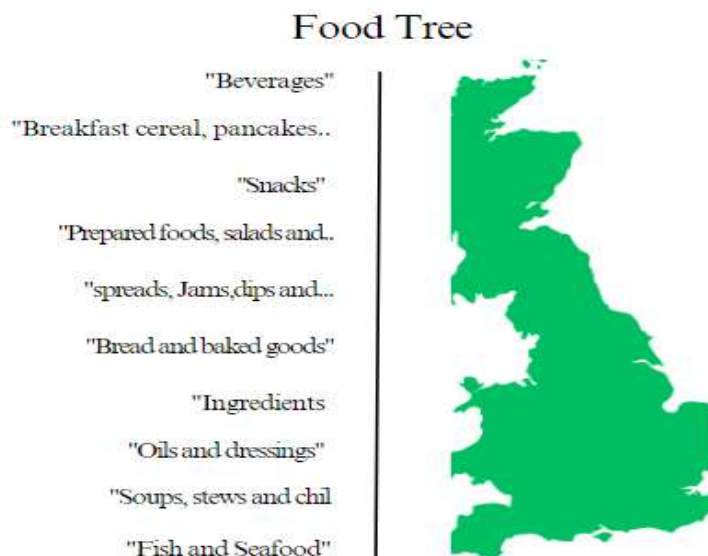 Food Tree
"Beverages"
"Breakfast cereal, pancakes..
"Snacks"
"Prepared foods, salads and..
"spreads, Jams,dips and...
"Bread and baked goods"
"Ingredients
"Oils and dressings"
"Soups, stews and chil
"Fish and Seafood"